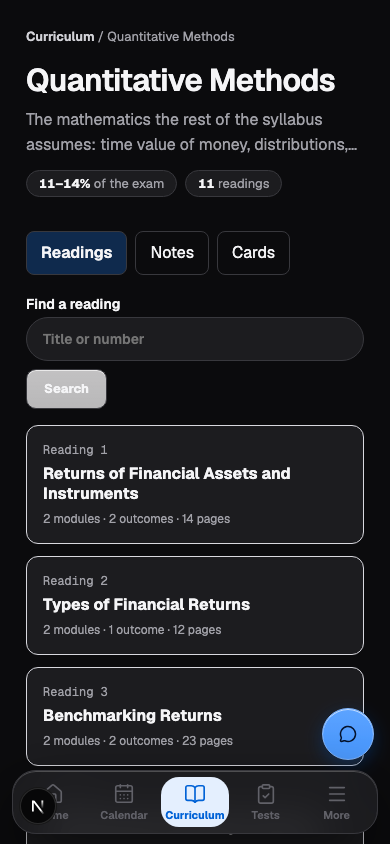 Curriculum / Quantitative Methods
Quantitative Methods
The mathematics the rest of the syllabus
assumes: time value of money, distributions,...
11–14% of the exam
11 readings
Readings
Notes
Cards
Find a reading
Title or number
Search
Reading 1
Returns of Financial Assets and
Instruments
2 modules · 2 outcomes · 14 pages
Reading 2
Types of Financial Returns
2 modules · 1 outcome · 12 pages
Reading 3
Benchmarking Returns
2 modules · 2 outcomes · 23 pages
N
me
Calendar
Curriculum
Tests
More